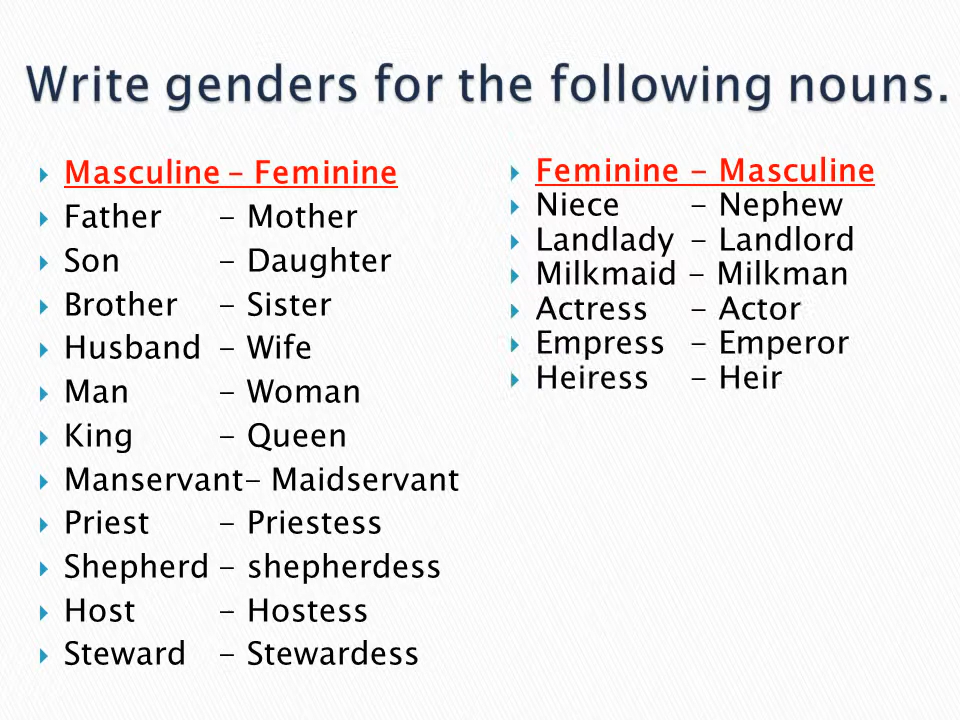 Write genders for the following nouns.
Masculine – Feminine
Father - Mother
Son - Daughter
Brother - Sister
Husband - Wife
Man - Woman
King - Queen
Manservant- Maidservant
Priest - Priestess
Shepherd - shepherdess
Host - Hostess
Steward - Stewardess
Feminine - Masculine
Niece - Nephew
Landlady - Landlord
Milkmaid - Milkman
Actress - Actor
Empress - Emperor
Heiress - Heir